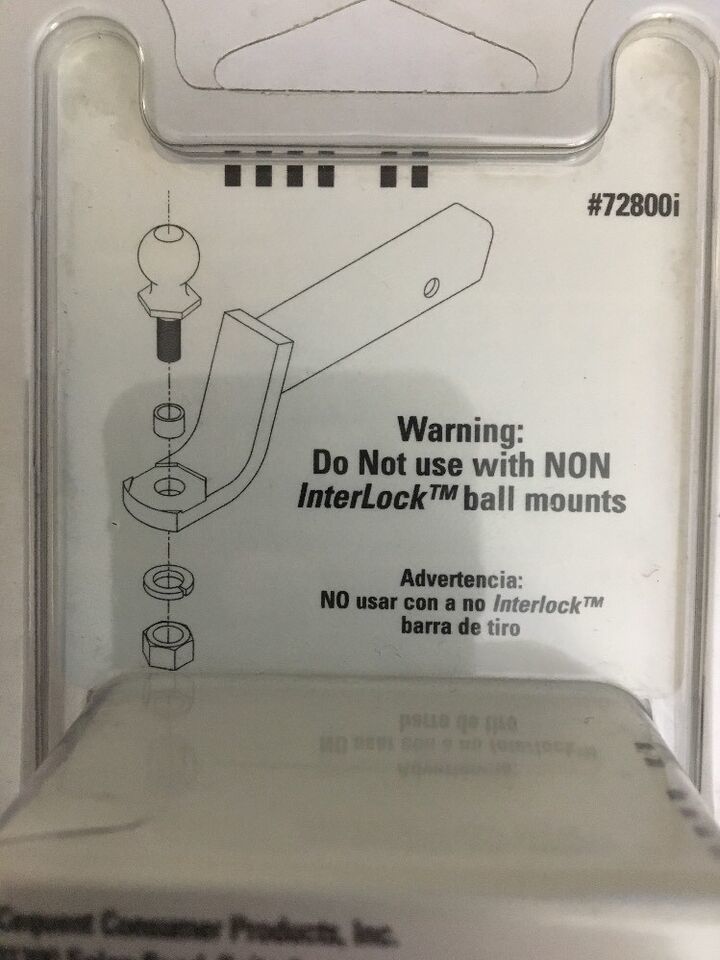 #72800i
Warning:
Do Not use with NON
InterLock™ ball mounts
Advertencia:
NO usar con a no Interlock™
barra de tiro
Consumer Products, Inc.